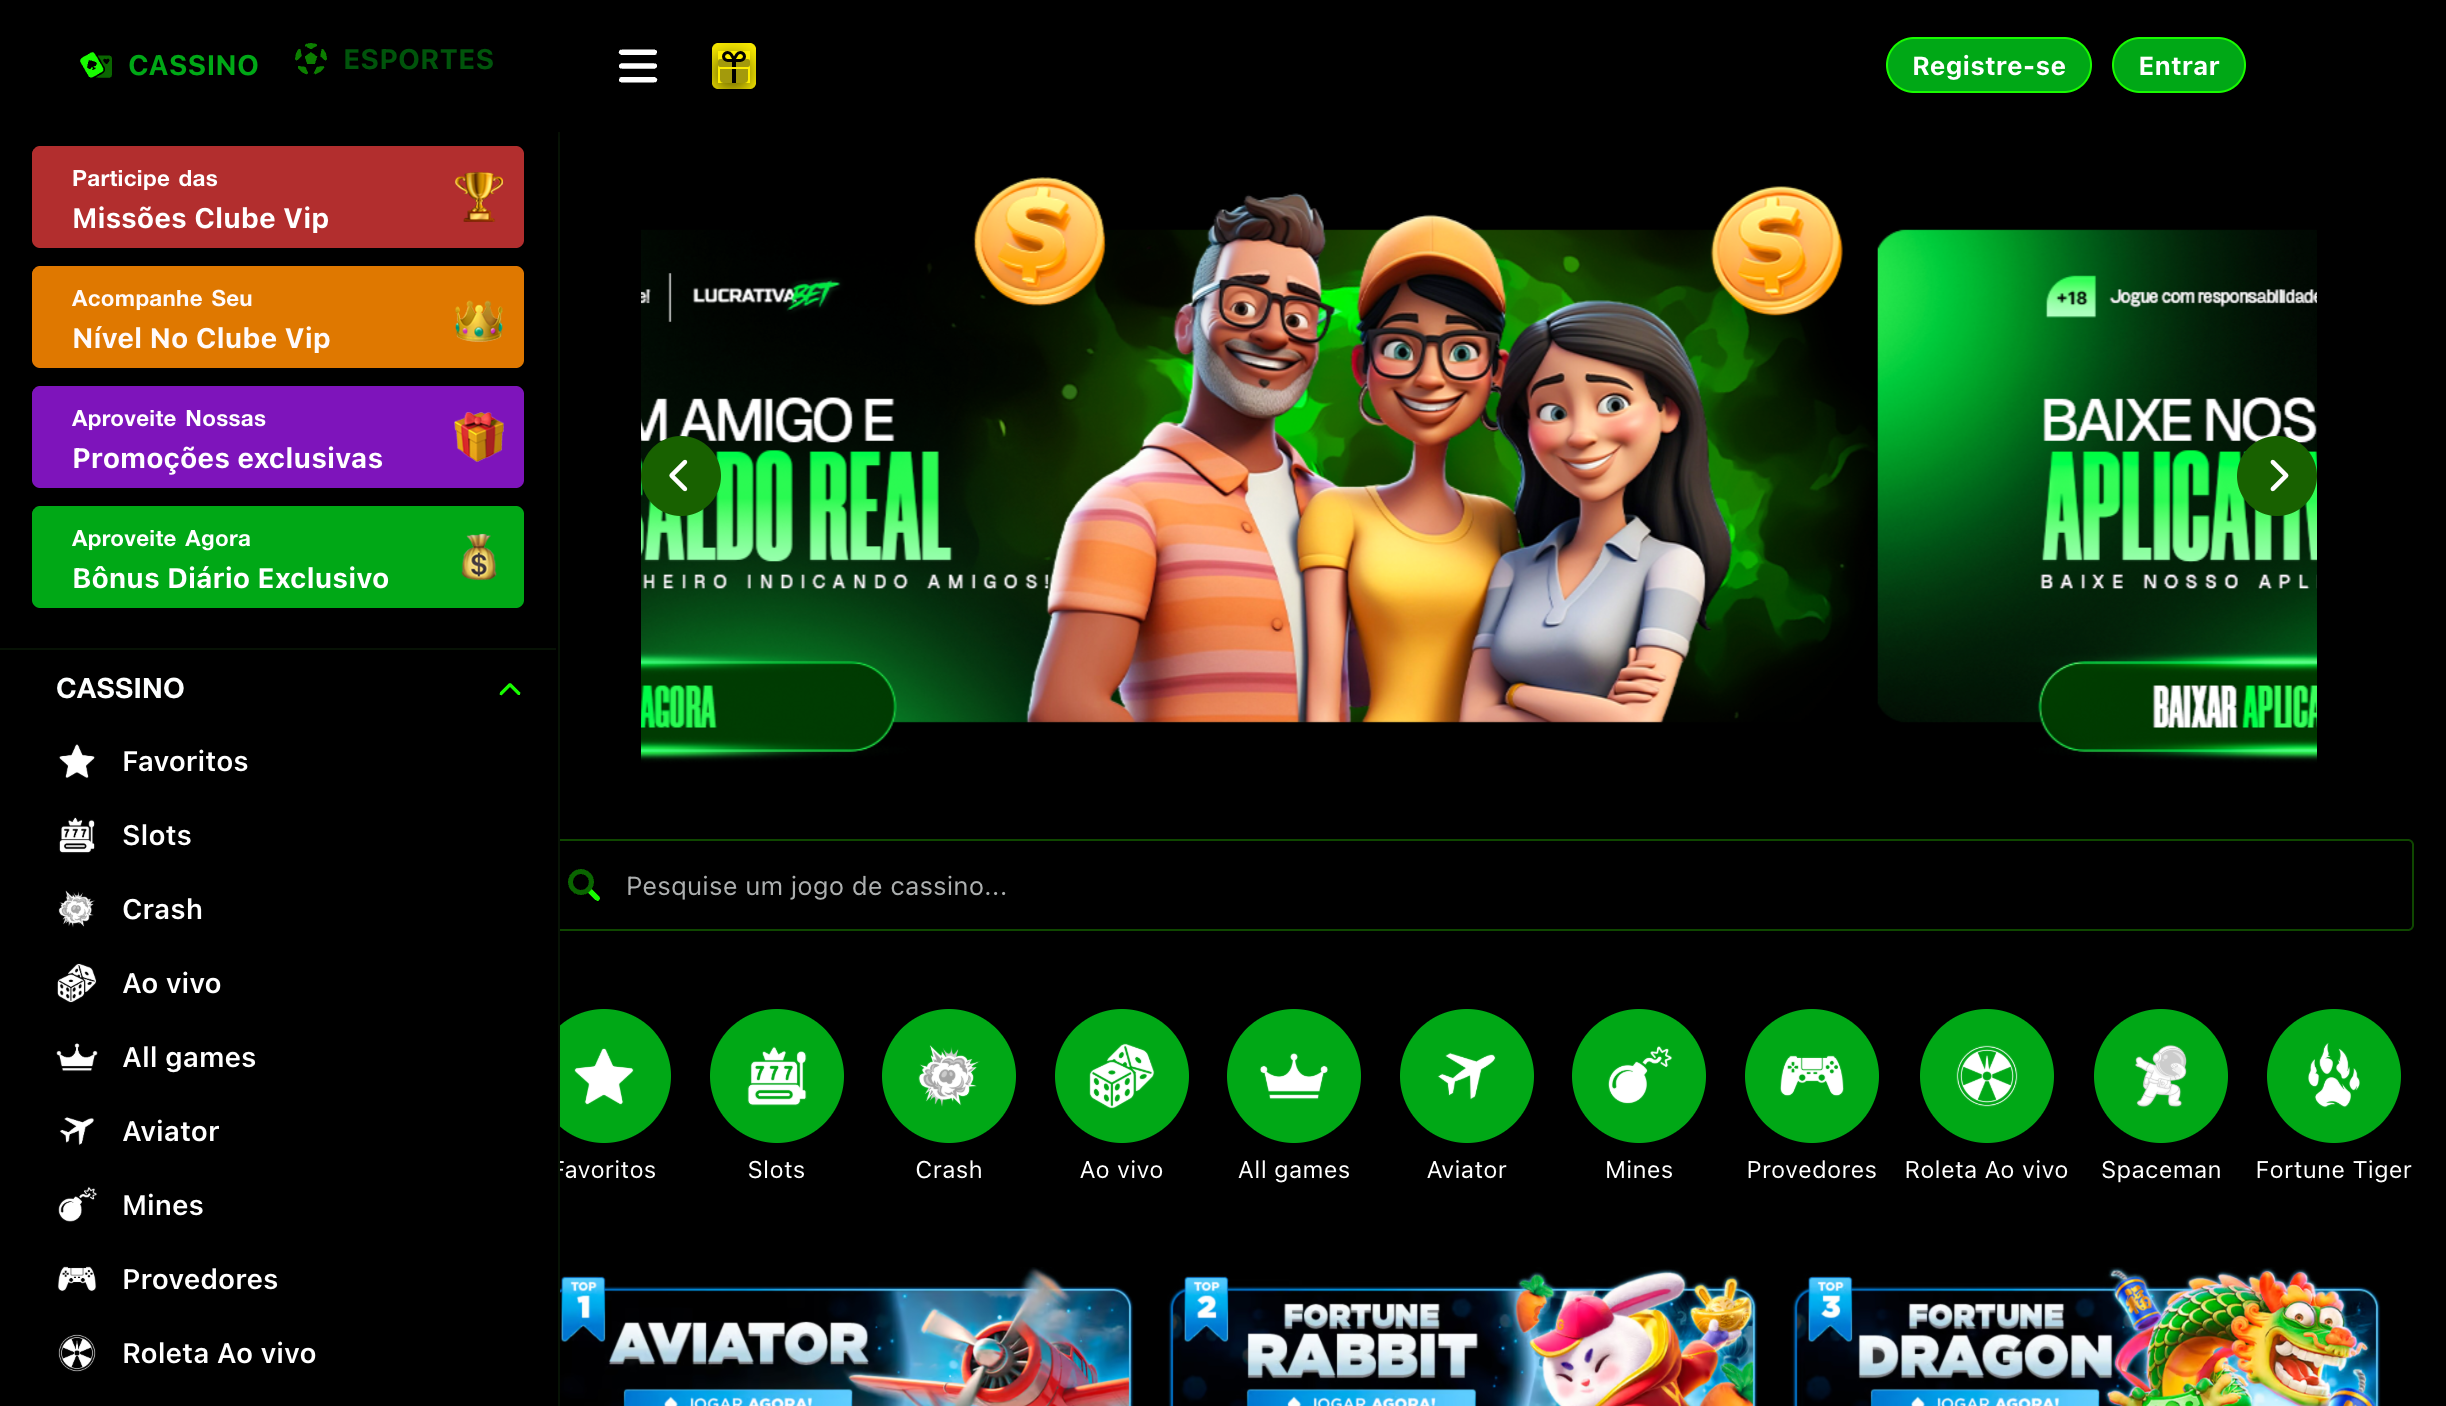 CASSINO
ESPORTES
Registre-se
Entrar
Participe das
Missões Clube Vip
Acompanhe Seu
Nível No Clube Vip
Aproveite Nossas
Promoções exclusivas
Aproveite Agora
Bônus Diário Exclusivo
CASSINO
Favoritos
Slots
Crash
Ao vivo
All games
Aviator
Mines
Provedores
Roleta Ao vivo
LUCRATIVABET
M AMIGO E
ALDO REAL
HEIRO INDICANDO AMIGOS!
AGORA
+18
Jogue com responsabilidade
BAIXE NOS
APLICATIV
BAIXE NOSSO APL
BAIXAR APLICA
Pesquise um jogo de cassino...
Favoritos
Slots
Crash
Ao vivo
All games
Aviator
Mines
Provedores
Roleta Ao vivo
Spaceman
Fortune Tiger
TOP
1
AVIATOR
JOGAR AGORA!
TOP
2
FORTUNE
RABBIT
JOGAR AGORA!
TOP
3
FORTUNE
DRAGON
JOGAR AGORA!